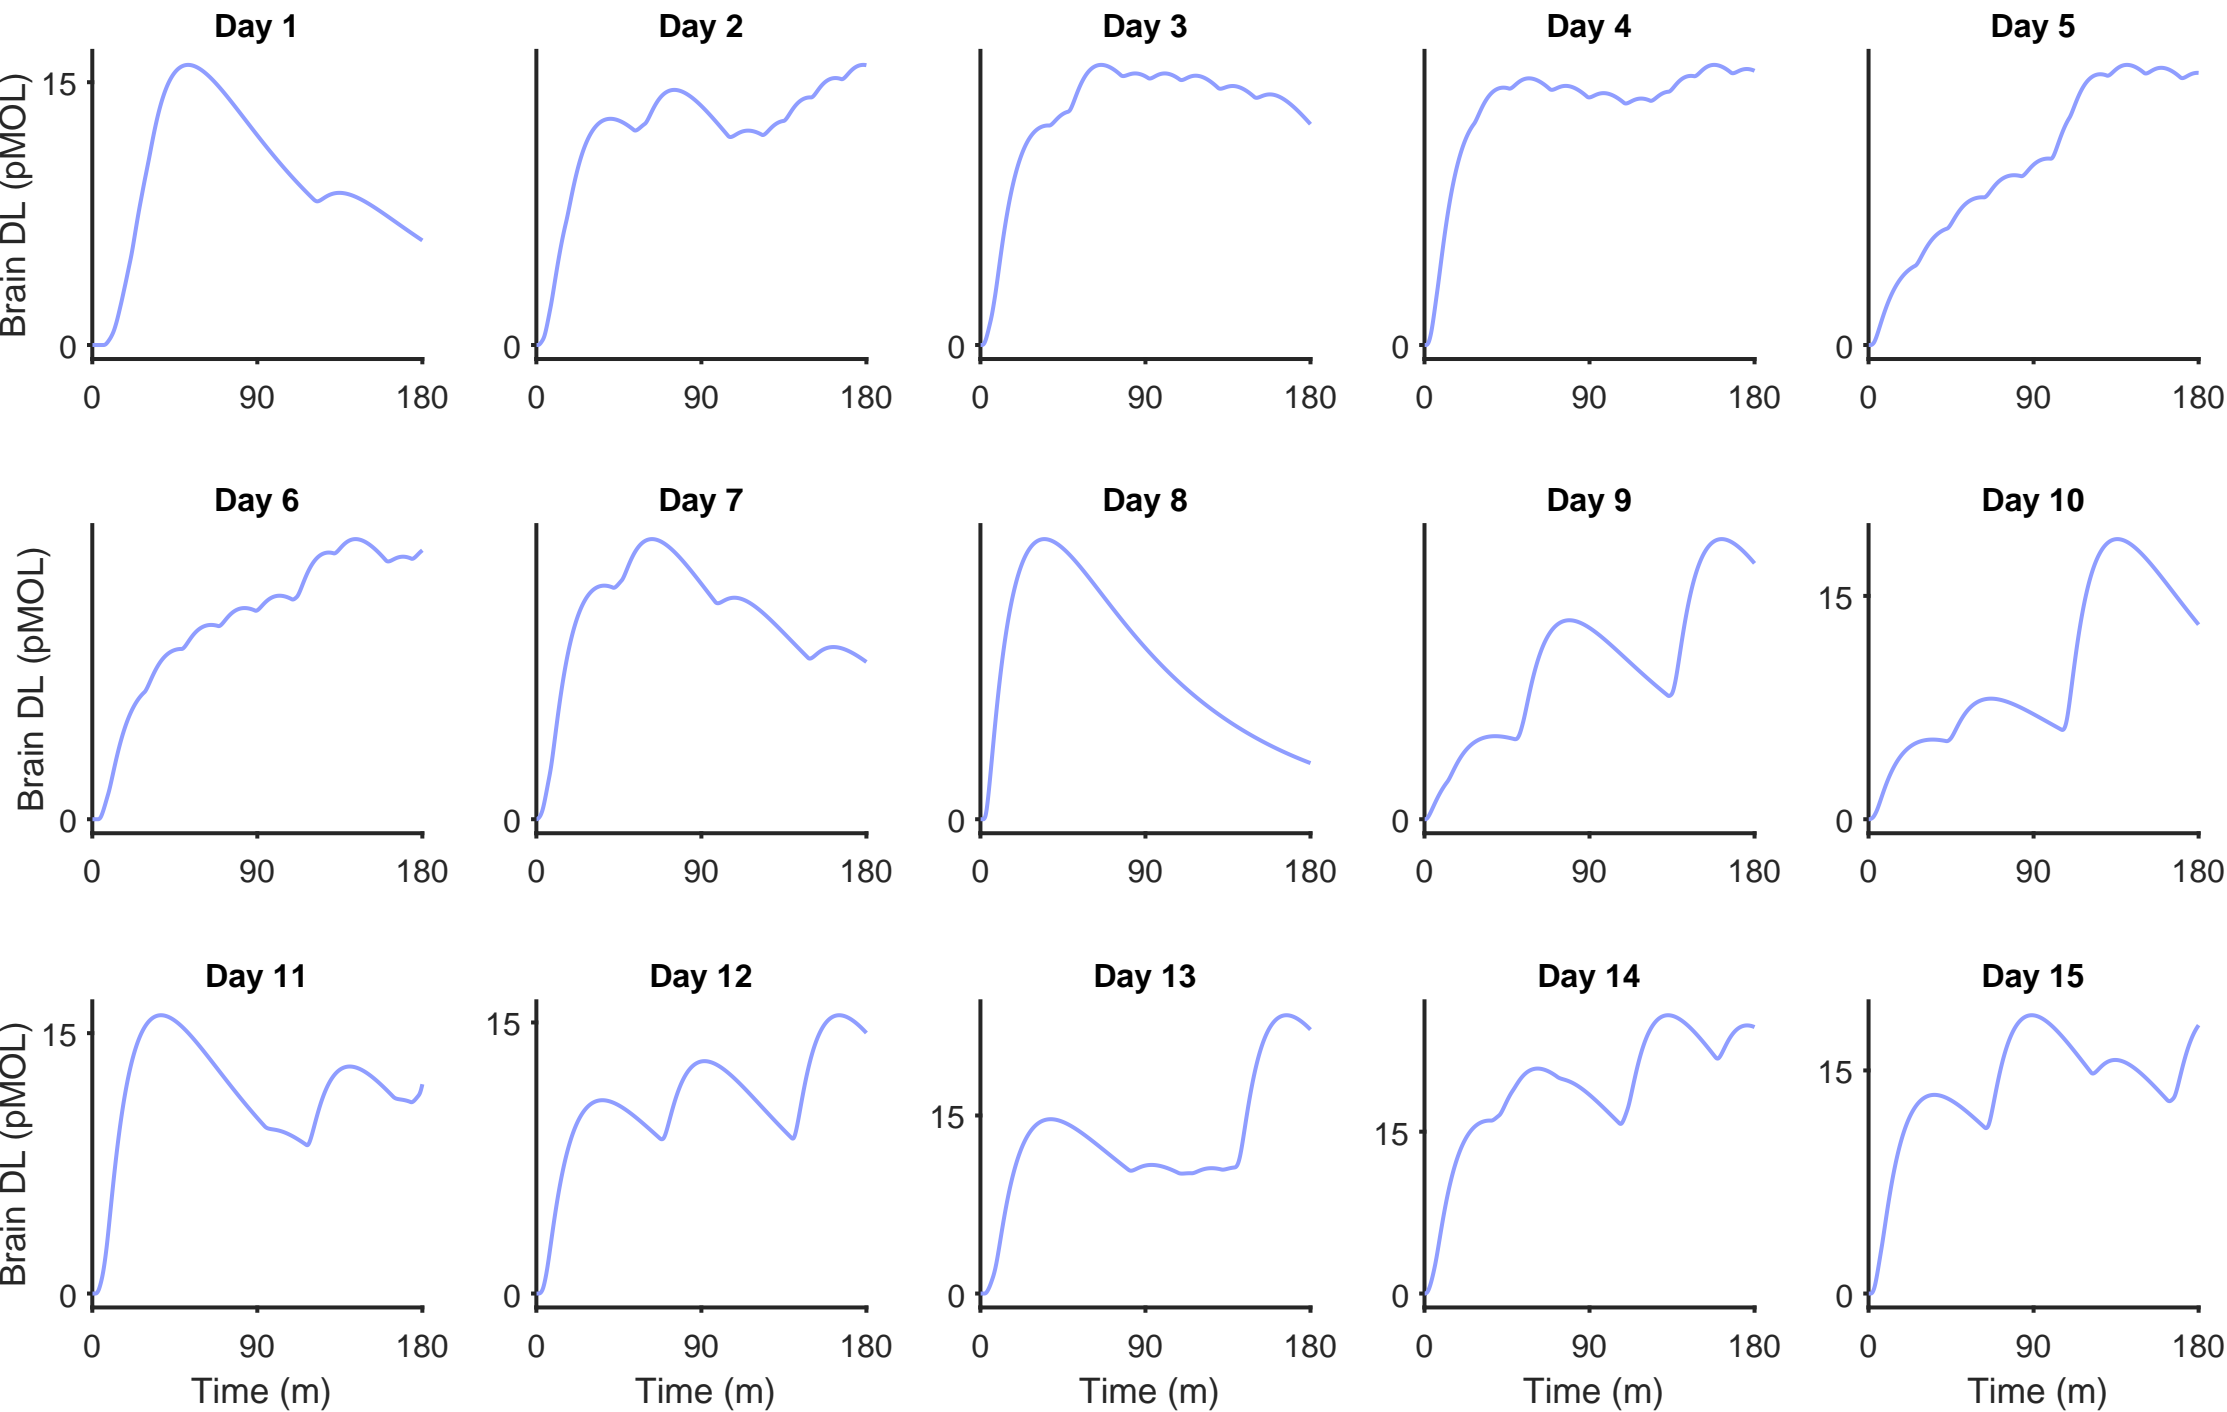 Day 1 Day 2 Day 3 Day 4 Day 5
Brain DL (pMOL)
15
0 0 0 0 0
0 90 180 0 90 180 0 90 180 0 90 180 0 90 180
Day 6 Day 7 Day 8 Day 9 Day 10
Brain DL (pMOL)
15
0 0 0 0 0
0 90 180 0 90 180 0 90 180 0 90 180 0 90 180
Day 11 Day 12 Day 13 Day 14 Day 15
Brain DL (pMOL)
15 15 15 15 15
0 0 0 0 0
0 90 180 0 90 180 0 90 180 0 90 180 0 90 180
Time (m) Time (m) Time (m) Time (m) Time (m)